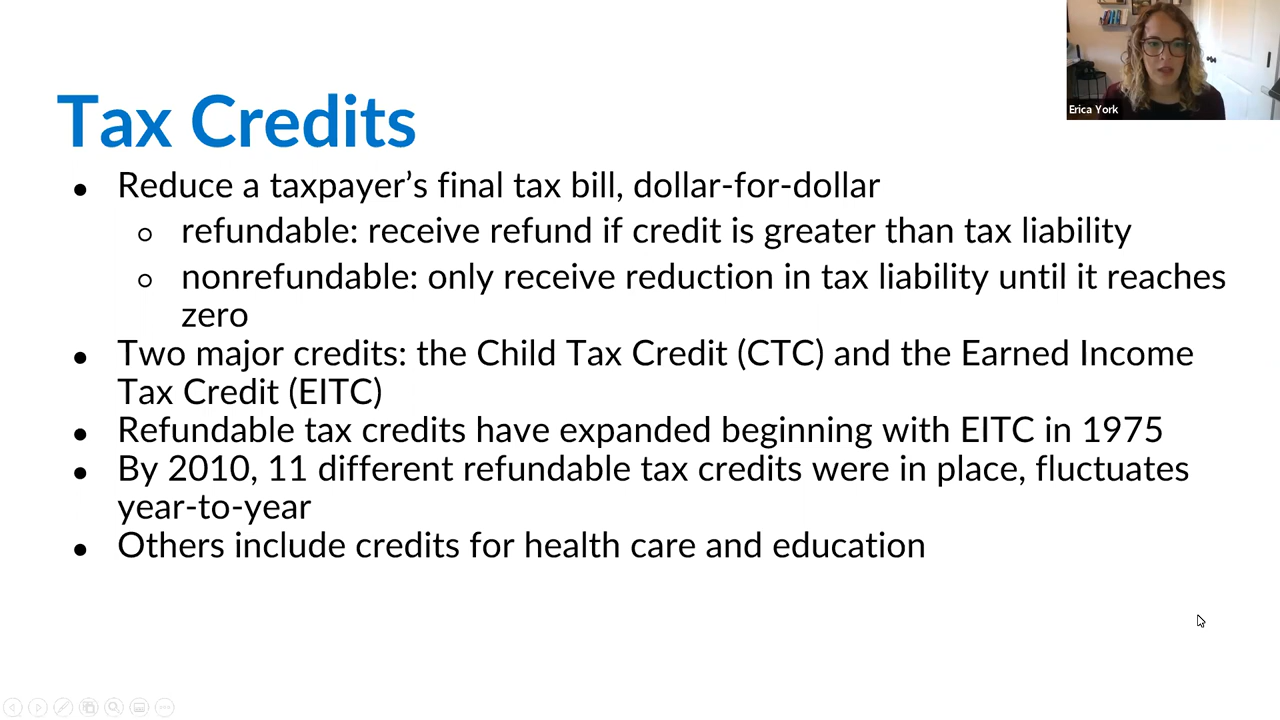 Erica York
Tax Credits
● Reduce a taxpayer’s final tax bill, dollar-for-dollar
○ refundable: receive refund if credit is greater than tax liability
○ nonrefundable: only receive reduction in tax liability until it reaches
zero
● Two major credits: the Child Tax Credit (CTC) and the Earned Income
Tax Credit (EITC)
● Refundable tax credits have expanded beginning with EITC in 1975
● By 2010, 11 different refundable tax credits were in place, fluctuates
year-to-year
● Others include credits for health care and education